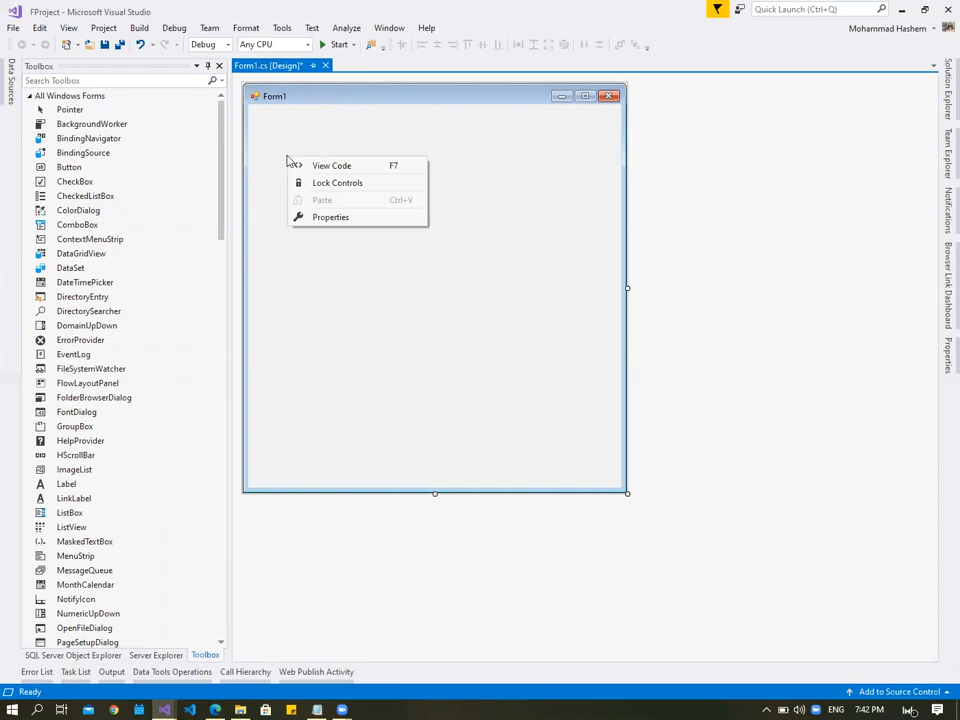 FProject - Microsoft Visual Studio
Quick Launch (Ctrl+Q)
File Edit View Project Build Debug Team Format Tools Test Analyze Window Help
Mohammad Hashem
Debug Any CPU Start
Data Sources
Toolbox
Form1.cs [Design]*
Search Toolbox
All Windows Forms
Pointer
BackgroundWorker
BindingNavigator
BindingSource
Button
CheckBox
CheckedListBox
ColorDialog
ComboBox
ContextMenuStrip
DataGridView
DataSet
DateTimePicker
DirectoryEntry
DirectorySearcher
DomainUpDown
ErrorProvider
EventLog
FileSystemWatcher
FlowLayoutPanel
FolderBrowserDialog
FontDialog
GroupBox
HelpProvider
HScrollBar
ImageList
Label
LinkLabel
ListBox
ListView
MaskedTextBox
MenuStrip
MessageQueue
MonthCalendar
NotifyIcon
NumericUpDown
OpenFileDialog
PageSetupDialog
Form1
View Code F7
Lock Controls
Paste Ctrl+V
Properties
Solution Explorer
Team Explorer
Notifications
Browser Link Dashboard
Properties
SQL Server Object Explorer Server Explorer Toolbox
Error List Task List Output Data Tools Operations Call Hierarchy Web Publish Activity
Ready
Add to Source Control
ENG 7:42 PM